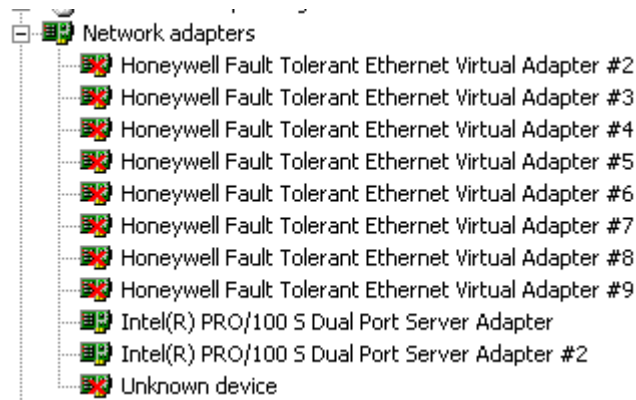 Network adapters
Honeywell Fault Tolerant Ethernet Virtual Adapter #2
Honeywell Fault Tolerant Ethernet Virtual Adapter #3
Honeywell Fault Tolerant Ethernet Virtual Adapter #4
Honeywell Fault Tolerant Ethernet Virtual Adapter #5
Honeywell Fault Tolerant Ethernet Virtual Adapter #6
Honeywell Fault Tolerant Ethernet Virtual Adapter #7
Honeywell Fault Tolerant Ethernet Virtual Adapter #8
Honeywell Fault Tolerant Ethernet Virtual Adapter #9
Intel(R) PRO/100 S Dual Port Server Adapter
Intel(R) PRO/100 S Dual Port Server Adapter #2
Unknown device